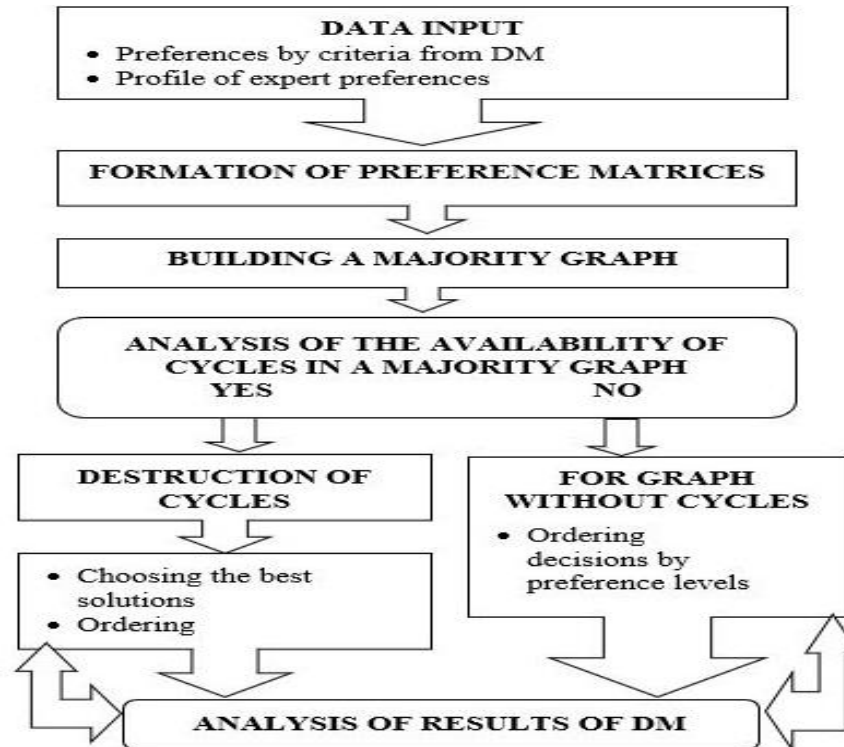 DATA INPUT
• Preferences by criteria from DM
• Profile of expert preferences
FORMATION OF PREFERENCE MATRICES
BUILDING A MAJORITY GRAPH
ANALYSIS OF THE AVAILABILITY OF
CYCLES IN A MAJORITY GRAPH
YES NO
DESTRUCTION OF
CYCLES
• Choosing the best
solutions
• Ordering
FOR GRAPH
WITHOUT CYCLES
• Ordering
decisions by
preference levels
ANALYSIS OF RESULTS OF DM